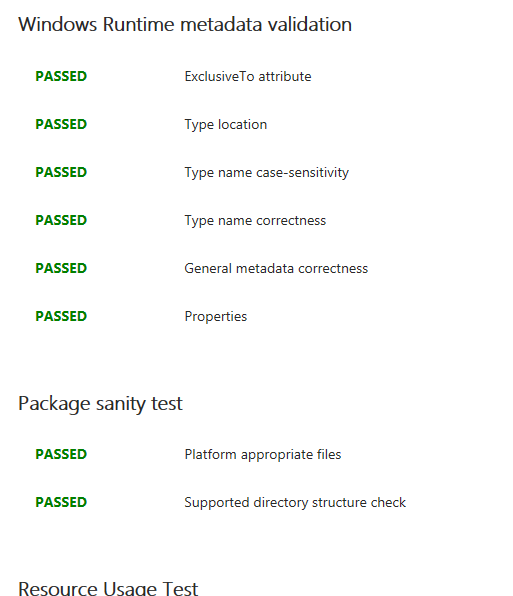 Windows Runtime metadata validation
PASSED ExclusiveTo attribute
PASSED Type location
PASSED Type name case-sensitivity
PASSED Type name correctness
PASSED General metadata correctness
PASSED Properties
Package sanity test
PASSED Platform appropriate files
PASSED Supported directory structure check
Resource Usage Test